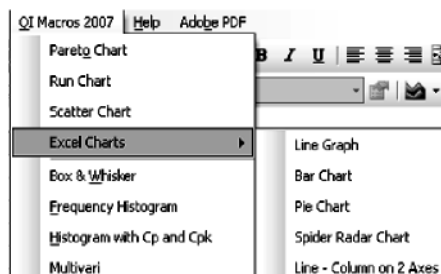 QI Macros 2007 Help Adobe PDF
Pareto Chart
B I U
Run Chart
Scatter Chart
Excel Charts
Line Graph
Box & Whisker
Bar Chart
Frequency Histogram
Pie Chart
Histogram with Cp and Cpk
Spider Radar Chart
Multivari
Line - Column on 2 Axes